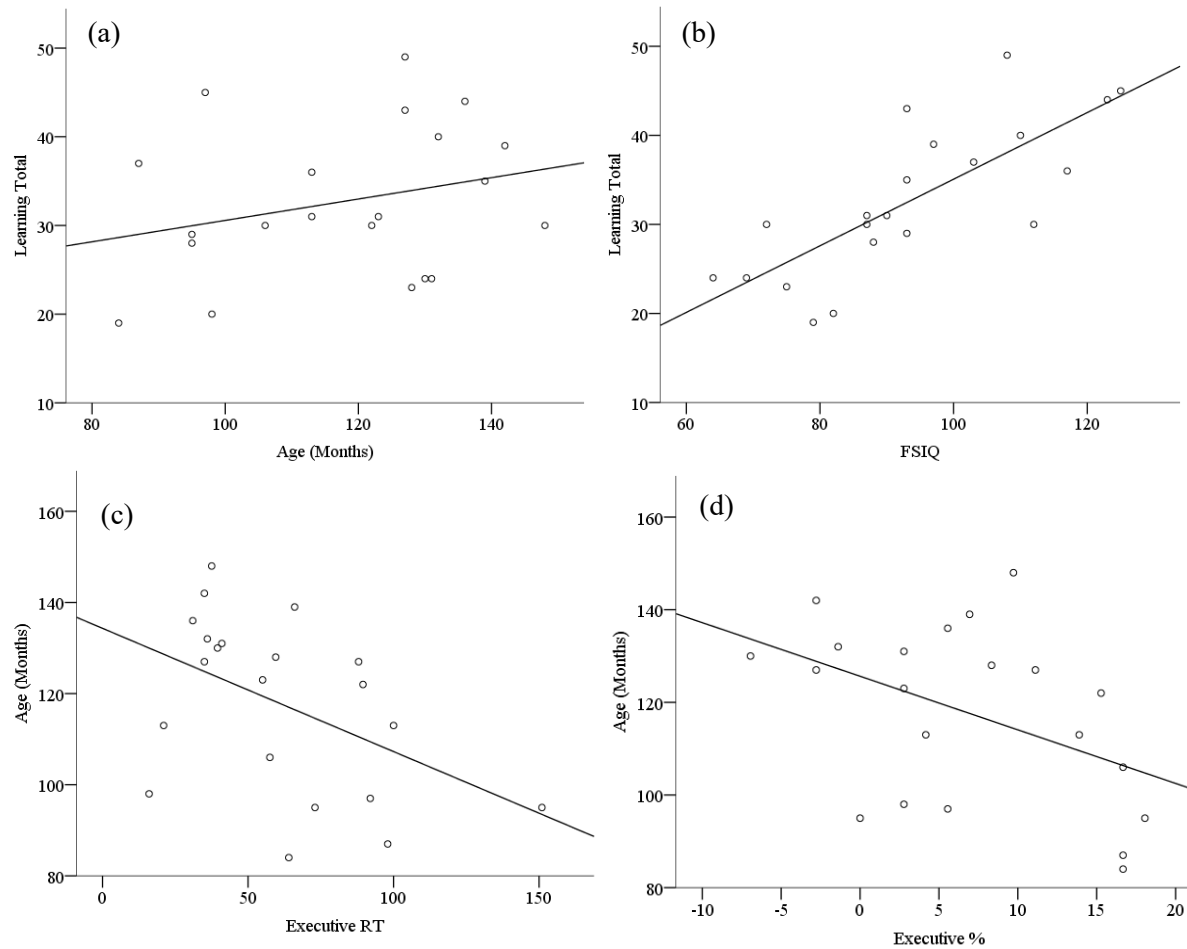 (a)
50
40
30
20
10
80 100 120 140
Learning Total
Age (Months)
(b)
50
40
30
20
10
60 80 100 120
Learning Total
FSIQ
(c)
160
140
120
100
80
0 50 100 150
Age (Months)
Executive RT
(d)
160
140
120
100
80
-10 -5 0 5 10 15 20
Age (Months)
Executive %